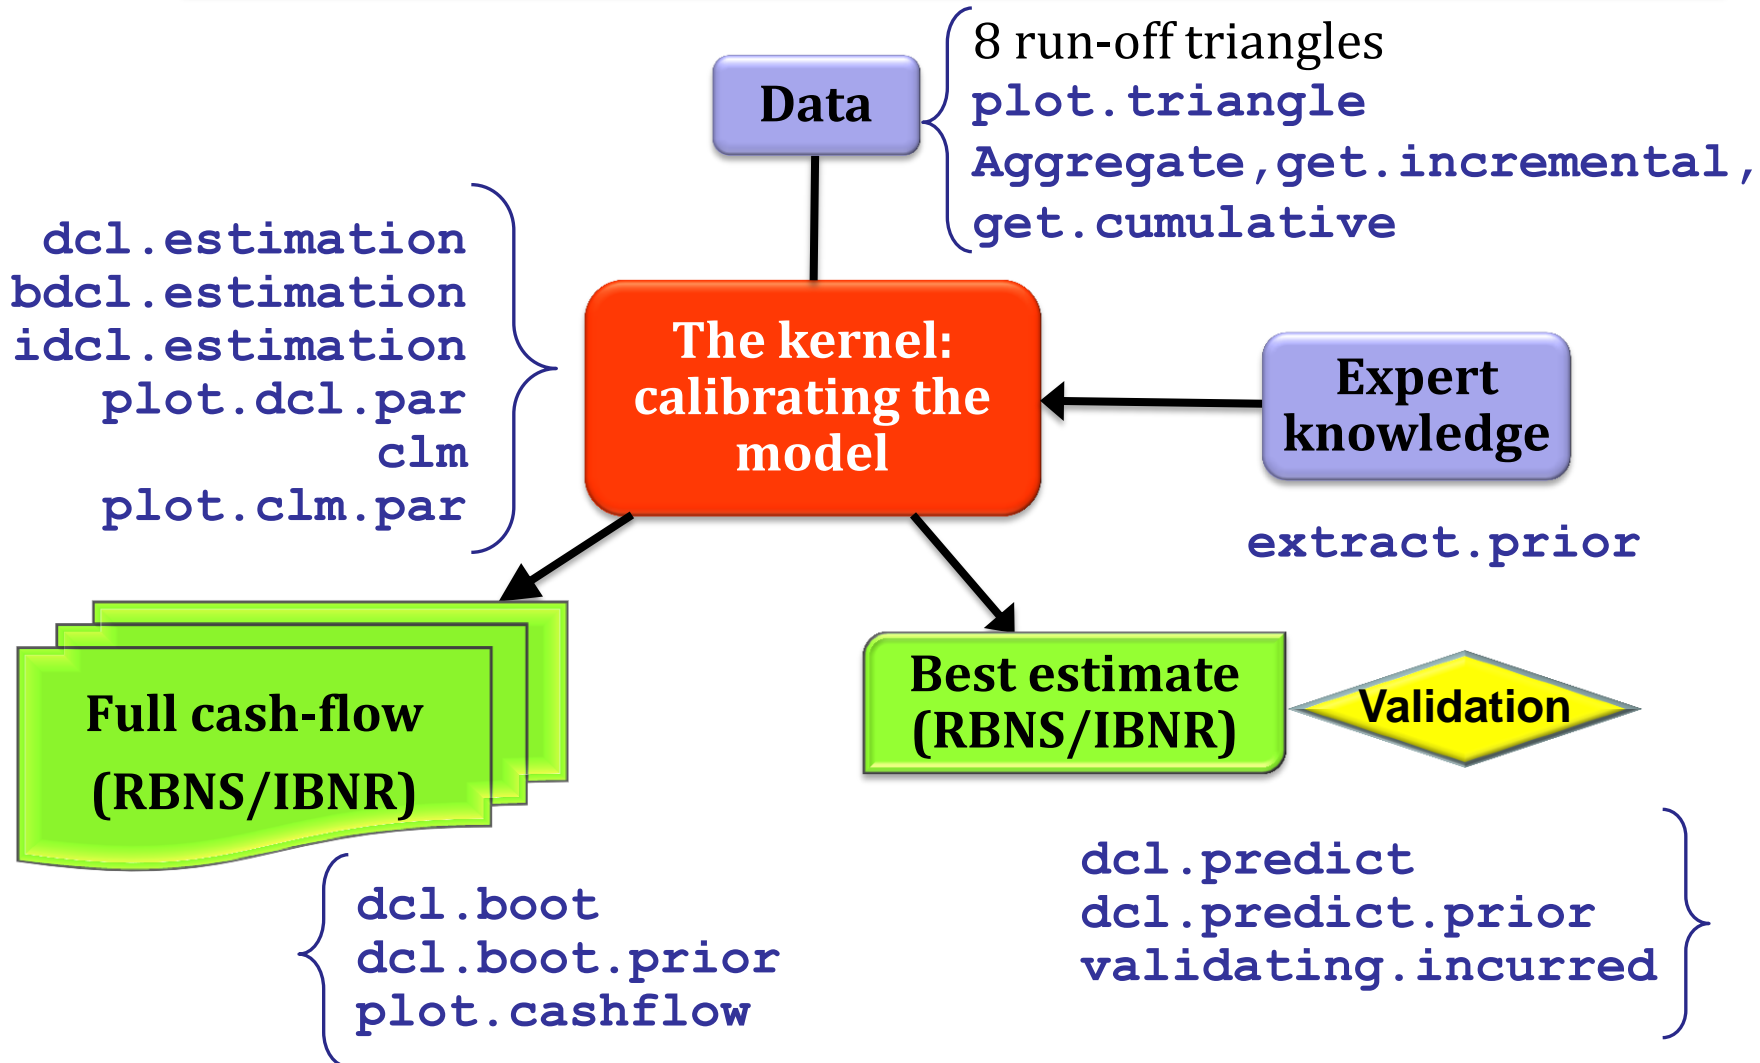 Data
8 run-off triangles
plot.triangle
Aggregate,get.incremental,
get.cumulative
dcl.estimation
bdcl.estimation
idcl.estimation
plot.dcl.par
clm
plot.clm.par
The kernel:
calibrating the
model
Expert
knowledge
extract.prior
Full cash-flow
(RBNS/IBNR)
Best estimate
(RBNS/IBNR)
Validation
dcl.boot
dcl.boot.prior
plot.cashflow
dcl.predict
dcl.predict.prior
validating.incurred